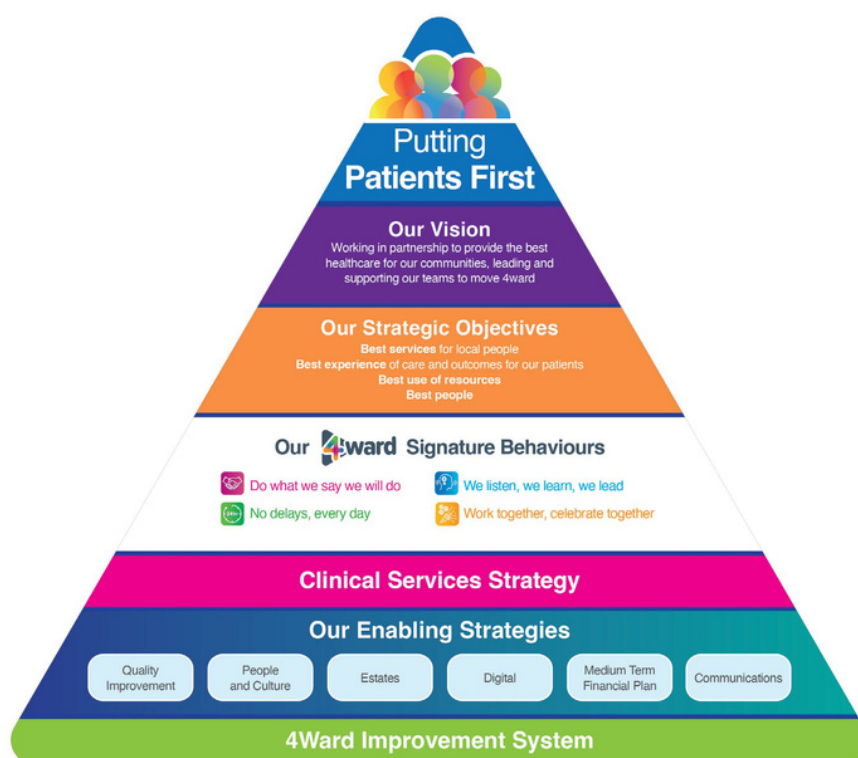 Putting
Patients First
Our Vision
Working in partnership to provide the best
healthcare for our communities, leading and
supporting our teams to move 4ward
Our Strategic Objectives
Best services for local people
Best experience of care and outcomes for our patients
Best use of resources
Best people
Our 4ward Signature Behaviours
Do what we say we will do
We listen, we learn, we lead
24hr
No delays, every day
Work together, celebrate together
Clinical Services Strategy
Our Enabling Strategies
Quality
Improvement
People
and Culture
Estates
Digital
Medium Term
Financial Plan
Communications
4Ward Improvement System